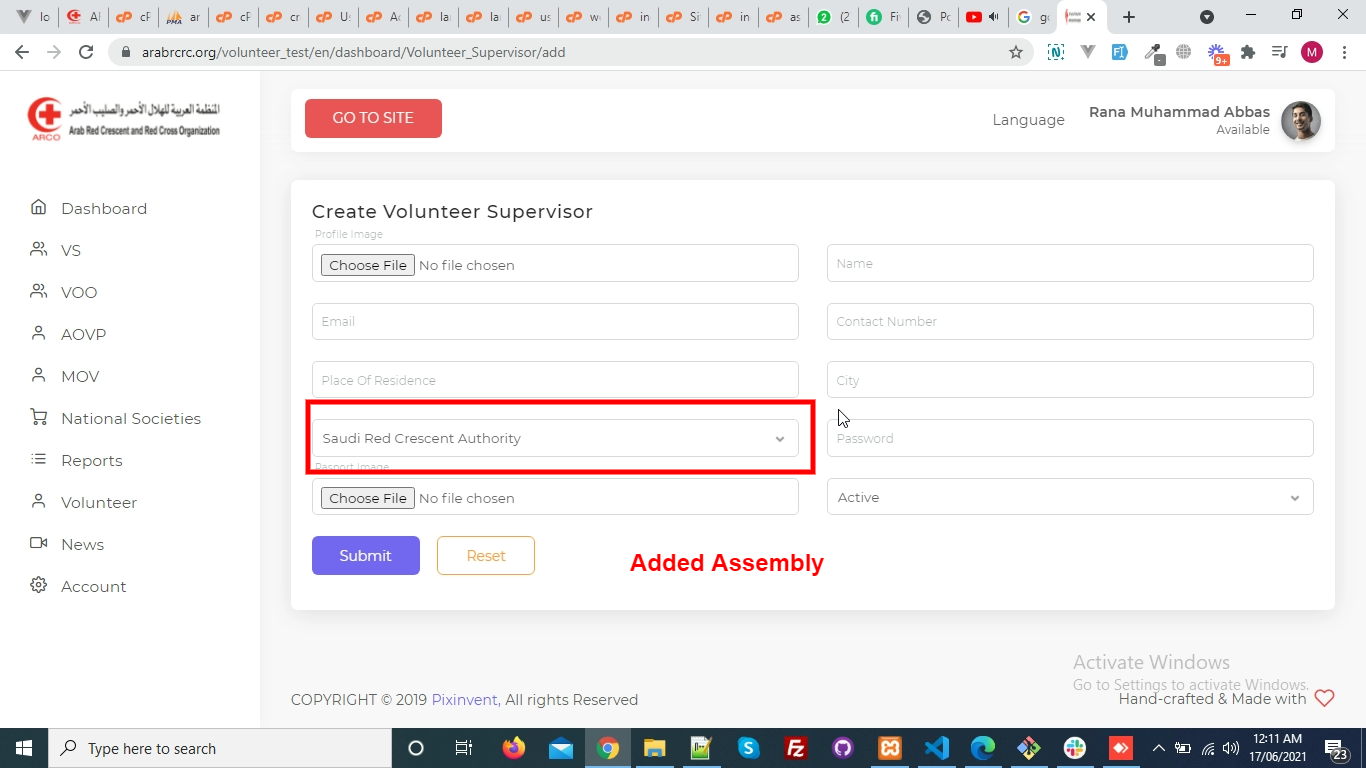 lo
cP
ar
cP
cr
Us
Ac
la
la
us
w
in
Si
in
as
(2
Fi
Po
go
arabrcrc.org/volunteer_test/en/dashboard/Volunteer_Supervisor/add
9+
M
المنظمة العربية للهلال الأحمر والصليب الأحمر
Arab Red Crescent and Red Cross Organization
ARCO
GO TO SITE
Language
Rana Muhammad Abbas
Available
Dashboard
VS
VOO
AOVP
MOV
National Societies
Reports
Volunteer
News
Account
Create Volunteer Supervisor
Profile Image
Choose File No file chosen
Name
Email
Contact Number
Place Of Residence
City
Saudi Red Crescent Authority
Password
Pasport Image
Choose File No file chosen
Active
Submit
Reset
Added Assembly
Activate Windows
Go to Settings to activate Windows.
COPYRIGHT © 2019 Pixinvent, All rights Reserved
Hand-crafted & Made with
Type here to search
12:11 AM
17/06/2021
23